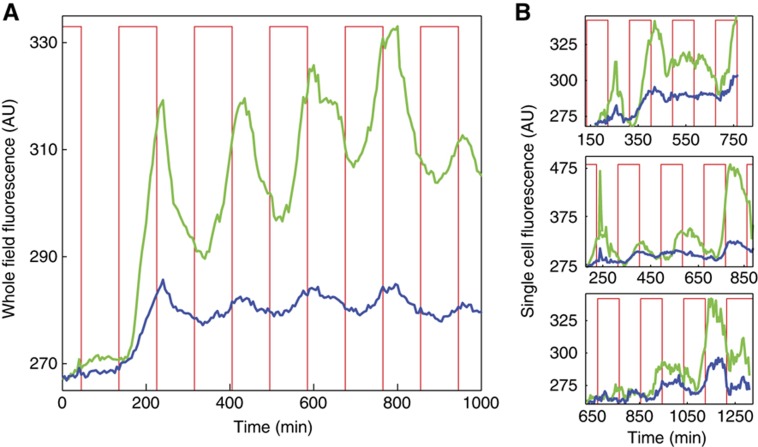 A
Whole field fluorescence (AU)
330
310
290
270
0 200 400 600 800 1000
Time (min)
B
Single cell fluorescence (AU)
325
300
275
150 350 550 750
475
375
275
250 450 650 850
350
325
300
275
650 850 1050 1250
Time (min)